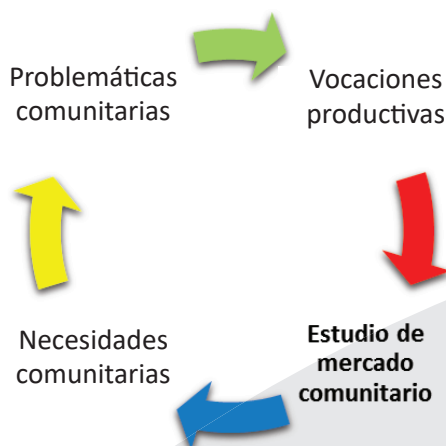 Problemáticas
comunitarias
Vocaciones
productivas
Estudio de
mercado
comunitario
Necesidades
comunitarias